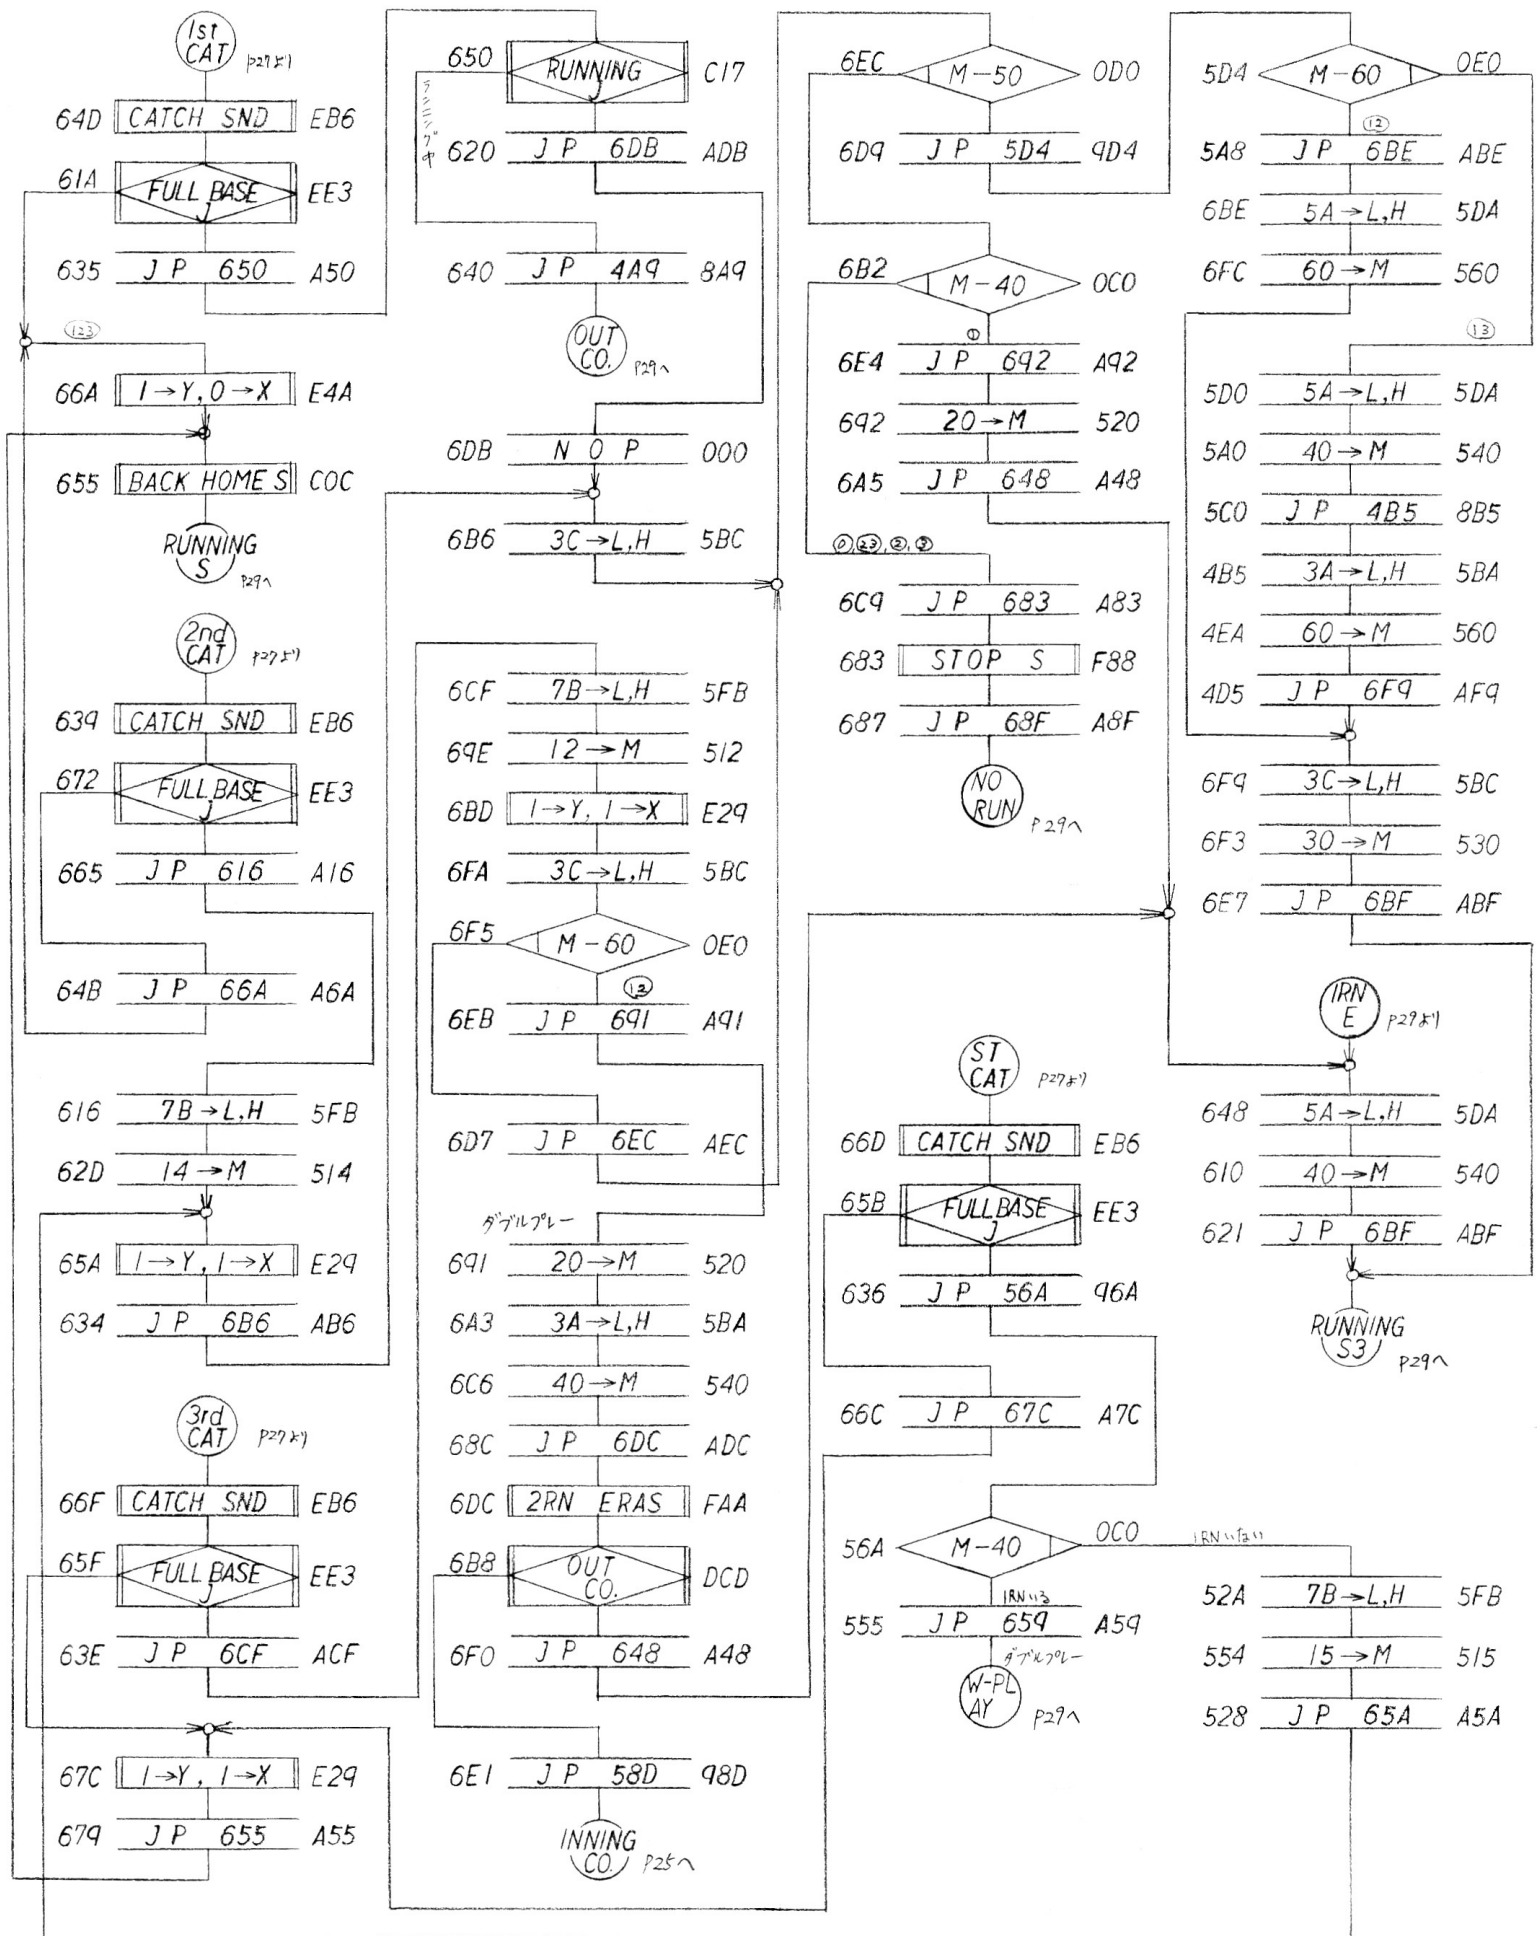 1st
CAT
P27より
64D CATCH SND EB6
61A FULL BASE J EE3
635 JP 650 A50
123
66A 1→Y, 0→X E4A
655 BACK HOME S C0C
RUNNING
S
P29へ
2nd
CAT
P27より
639 CATCH SND EB6
672 FULL BASE J EE3
665 JP 616 A16
64B JP 66A A6A
616 7B→L,H 5FB
62D 14→M 514
65A 1→Y, 1→X E29
634 JP 6B6 AB6
3rd
CAT
P27より
66F CATCH SND EB6
65F FULL BASE J EE3
63E JP 6CF ACF
67C 1→Y, 1→X E29
679 JP 655 A55
650 RUNNING J C17
ランニング中
620 JP 6DB ADB
640 JP 4A9 8A9
OUT
CO.
P29へ
6DB NOP 000
6B6 3C→L,H 5BC
6CF 7B→L,H 5FB
69E 12→M 512
6BD 1→Y, 1→X E29
6FA 3C→L,H 5BC
6F5 M-60 0E0
12
6EB JP 691 A91
6D7 JP 6EC AEC
ダブルプレー
691 20→M 520
6A3 3A→L,H 5BA
6C6 40→M 540
68C JP 6DC ADC
6DC 2RN ERAS FAA
6B8 OUT CO. DCD
6F0 JP 648 A48
6E1 JP 58D 98D
INNING
CO.
P25へ
6EC M-50 0D0
6D9 JP 5D4 9D4
6B2 M-40 0C0
①
6E4 JP 692 A92
692 20→M 520
6A5 JP 648 A48
0, 23, 2, 3
6C9 JP 683 A83
683 STOP S F88
687 JP 68F A8F
NO
RUN
P29へ
ST
CAT
P27より
66D CATCH SND EB6
65B FULL BASE J EE3
636 JP 56A 96A
66C JP 67C A7C
56A M-40 0C0
1RNいない
1RNいる
555 JP 659 A59
ダブルプレー
W-PL
AY
P29へ
5D4 M-60 0E0
12
5A8 JP 6BE ABE
6BE 5A→L,H 5DA
6FC 60→M 560
13
5D0 5A→L,H 5DA
5A0 40→M 540
5C0 JP 4B5 8B5
4B5 3A→L,H 5BA
4EA 60→M 560
4D5 JP 6F9 AF9
6F9 3C→L,H 5BC
6F3 30→M 530
6E7 JP 6BF ABF
1RN
E
P29より
648 5A→L,H 5DA
610 40→M 540
621 JP 6BF ABF
RUNNING
S3
P29へ
52A 7B→L,H 5FB
554 15→M 515
528 JP 65A A5A